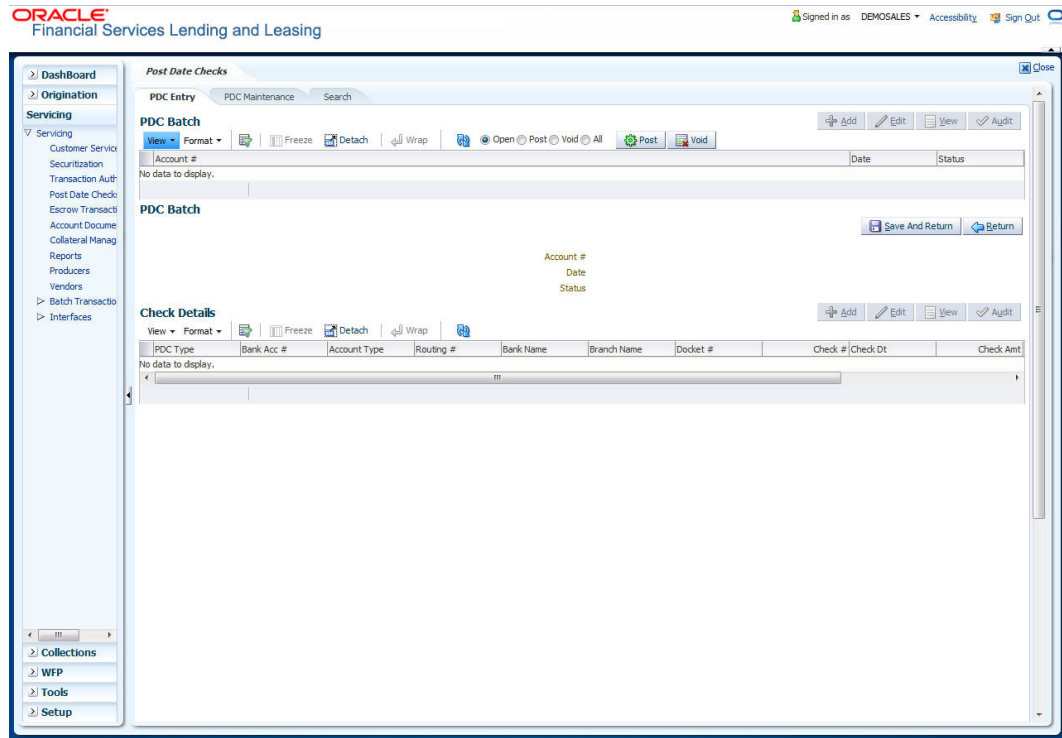 ORACLE
Financial Services Lending and Leasing
Signed in as DEMOSALES Accessibility Sign Out
Close
DashBoard
Origination
Servicing
Servicing
Customer Service
Securitization
Transaction Auth
Post Date Check
Escrow Transacti
Account Docume
Collateral Manag
Reports
Producers
Vendors
Batch Transactio
Interfaces
Collections
WFP
Tools
Setup
Post Date Checks
PDC Entry PDC Maintenance Search
PDC Batch
Add Edit View Audit
View Format Freeze Detach Wrap Open Post Void All Post Void
Account # Date Status
No data to display.
PDC Batch
Save And Return Return
Account #
Date
Status
Check Details
Add Edit View Audit
View Format Freeze Detach Wrap
PDC Type Bank Acc # Account Type Routing # Bank Name Branch Name Docket # Check # Check Dt Check Amt
No data to display.